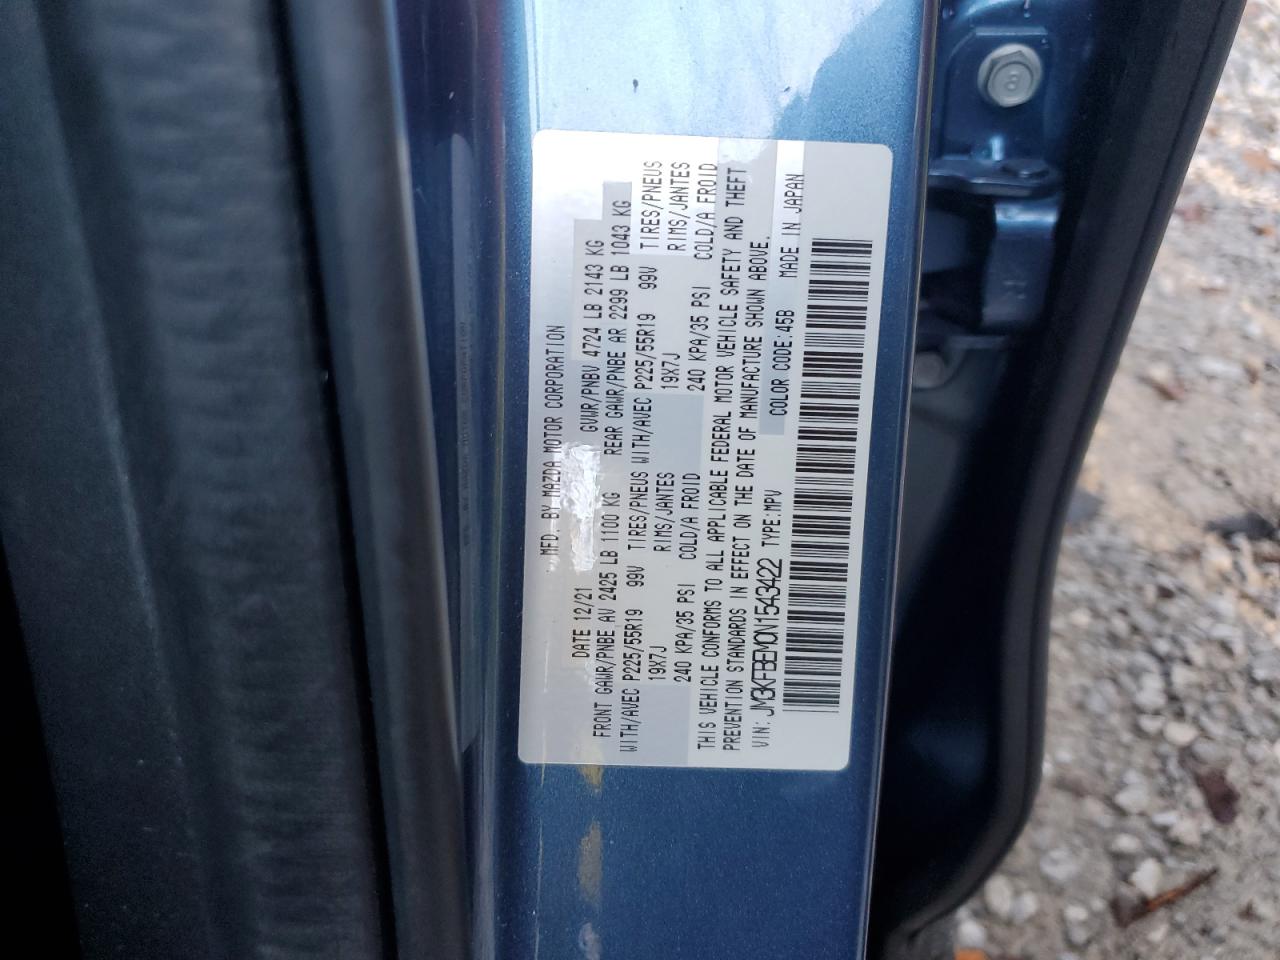 MFD. BY MAZDA MOTOR CORPORATION
DATE 12/21 GVWR/PNBV 4724 LB 2143 KG
FRONT GAWR/PNBE AV 2425 LB 1100 KG REAR GAWR/PNBE AR 2299 LB 1043 KG
WITH/AVEC P225/55R19 99V TIRES/PNEUS WITH/AVEC P225/55R19 99V TIRES/PNEUS
19X7J RIMS/JANTES 19X7J RIMS/JANTES
240 KPA/35 PSI COLD/A FROID 240 KPA/35 PSI COLD/A FROID
THIS VEHICLE CONFORMS TO ALL APPLICABLE FEDERAL MOTOR VEHICLE SAFETY AND THEFT
PREVENTION STANDARDS IN EFFECT ON THE DATE OF MANUFACTURE SHOWN ABOVE.
VIN: JM3KFBEM0N1543422 TYPE:MPV COLOR CODE:45B MADE IN JAPAN
8